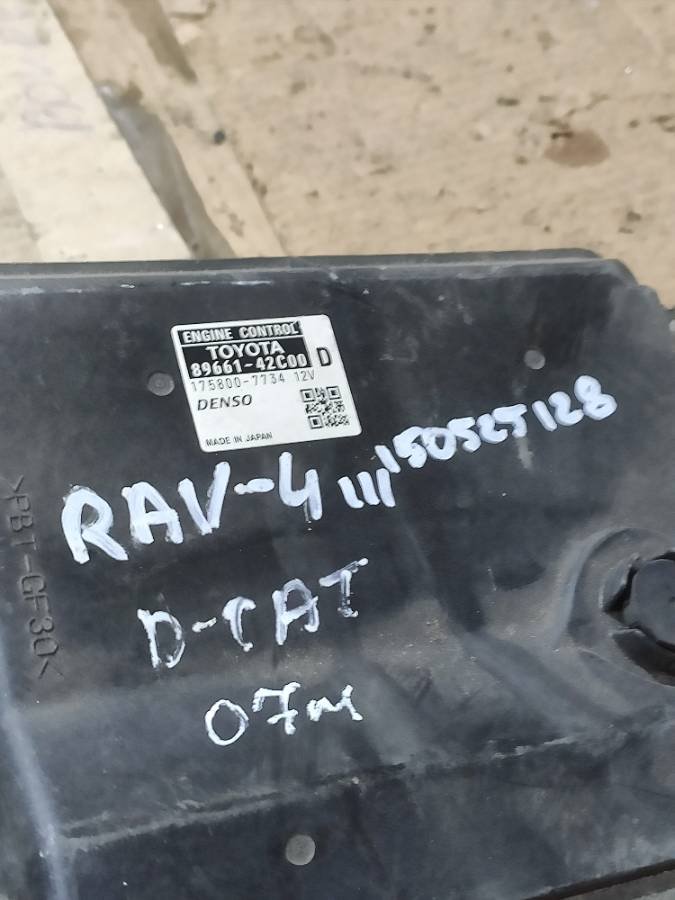 ENGINE CONTROL
TOYOTA
89661-42C00 D
175800-7734 12V
DENSO
MADE IN JAPAN
RAV-4 III 150525128
D-CAT
07m
>PBT-GF30<